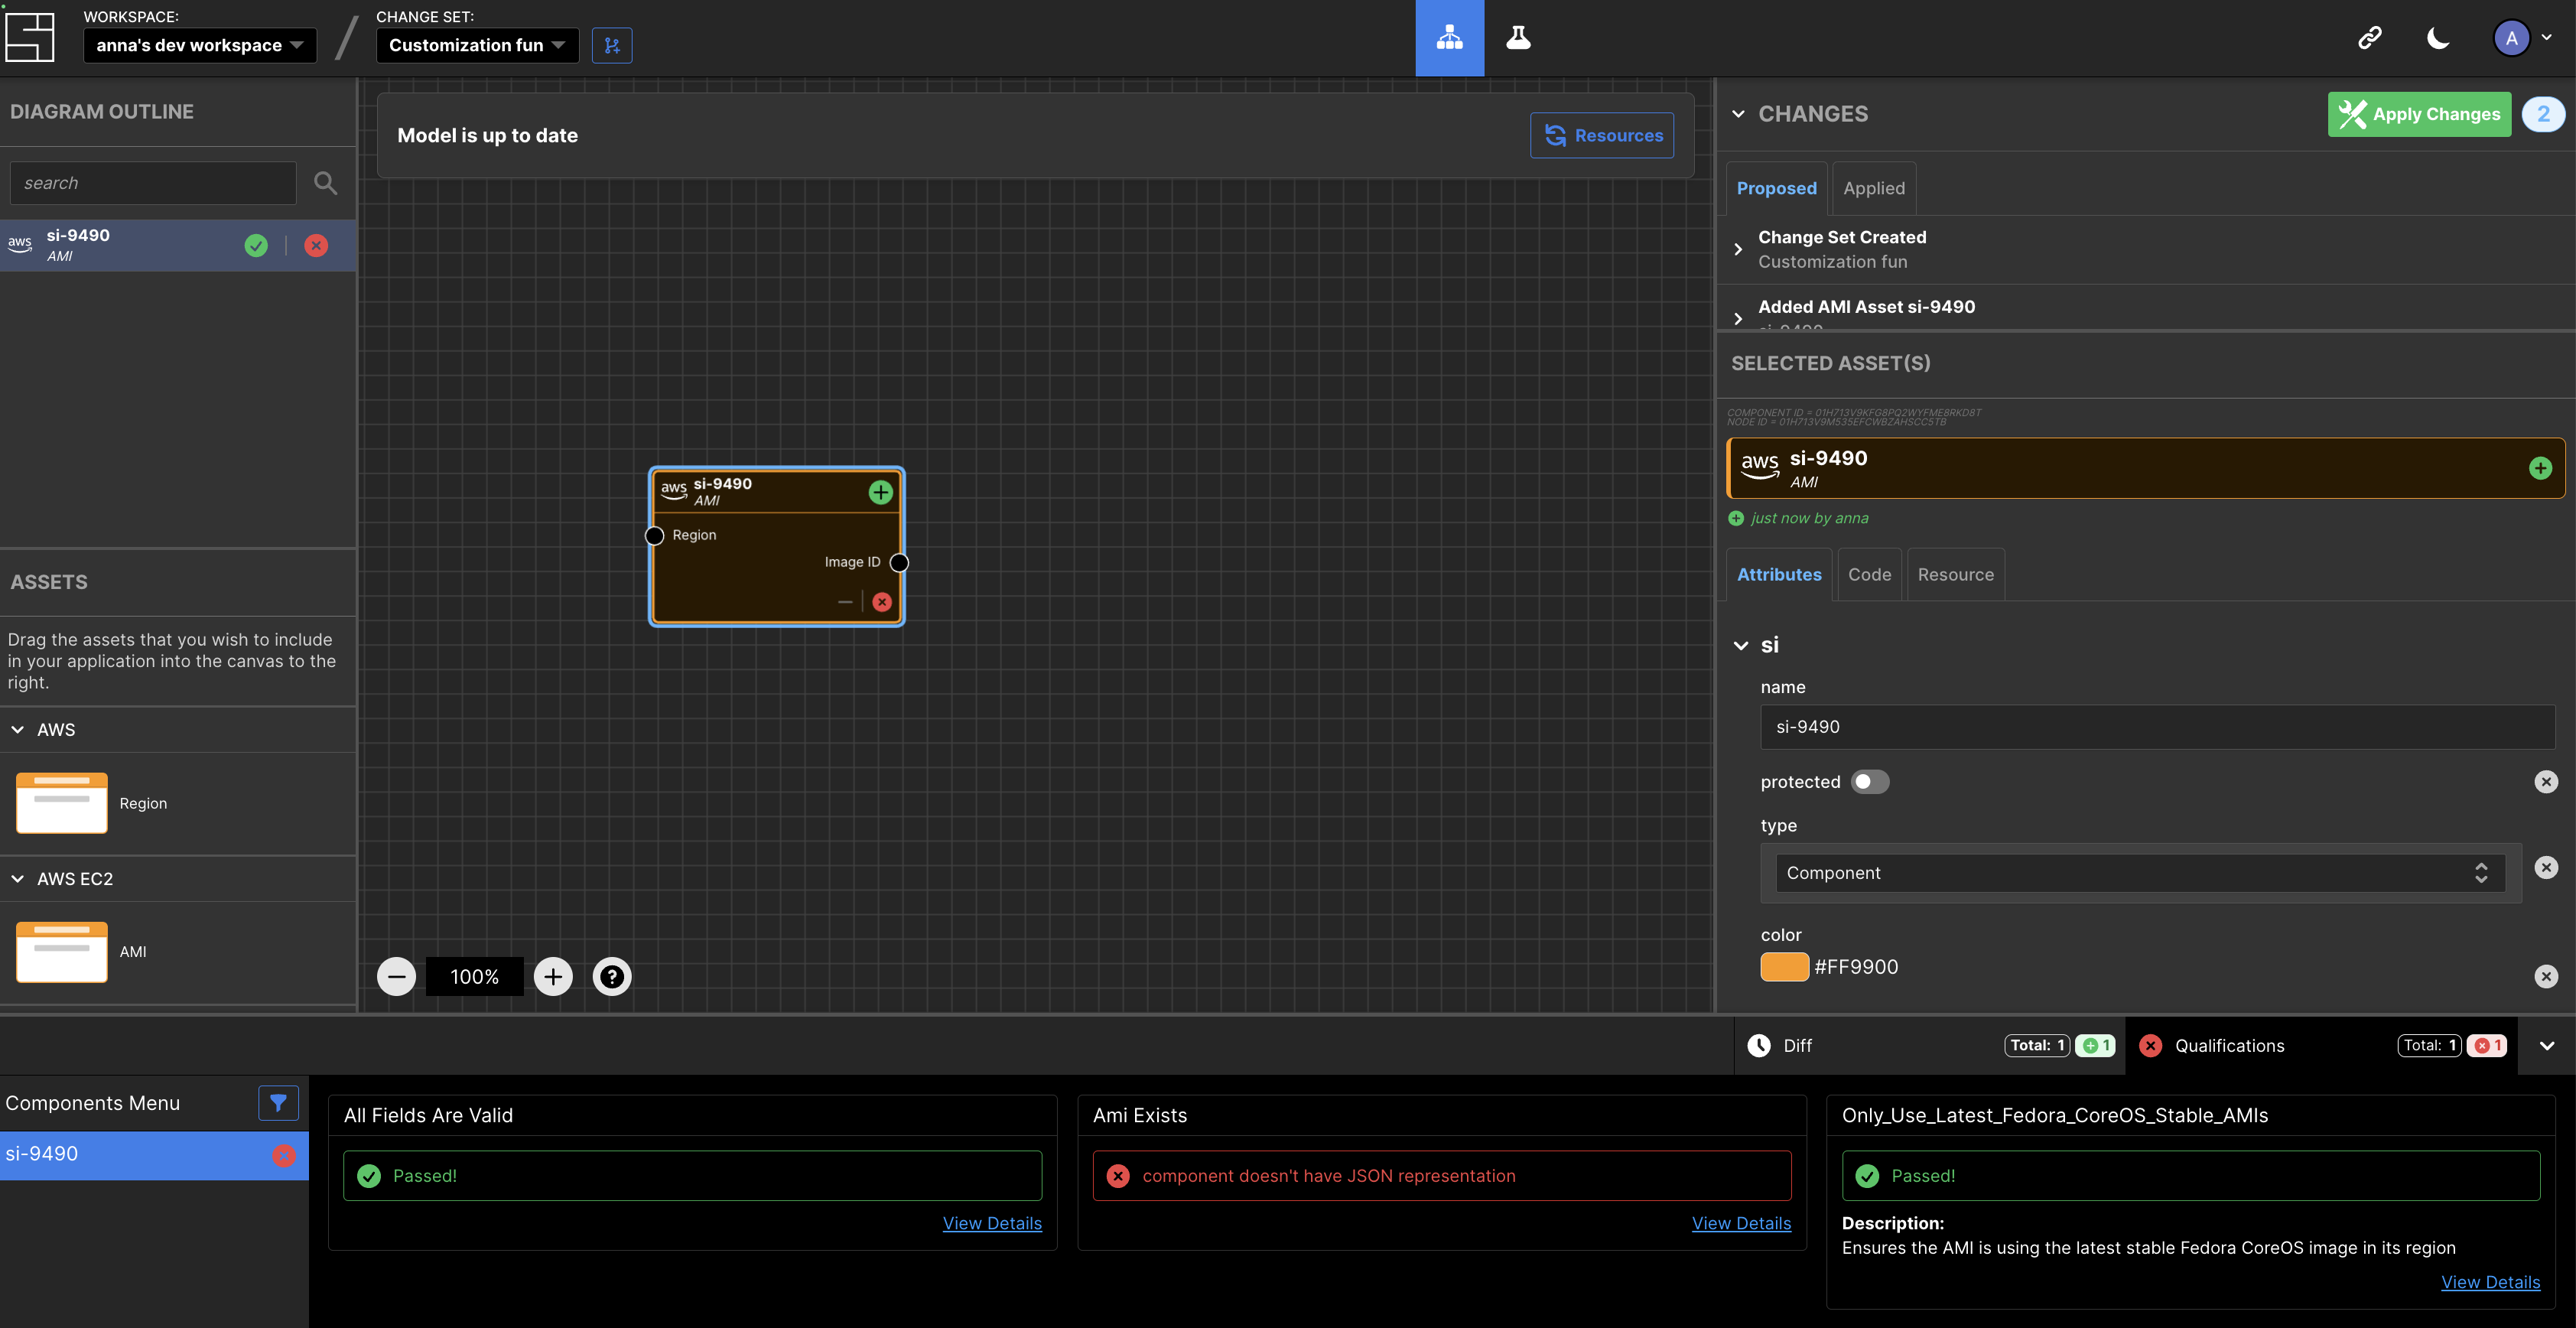 WORKSPACE:
anna's dev workspace
CHANGE SET:
Customization fun
A
DIAGRAM OUTLINE
search
aws
si-9490
AMI
ASSETS
Drag the assets that you wish to include
in your application into the canvas to the
right.
AWS
Region
AWS EC2
AMI
Model is up to date
Resources
aws
si-9490
AMI
Region
Image ID
100%
?
CHANGES
Apply Changes
2
Proposed
Applied
Change Set Created
Customization fun
Added AMI Asset si-9490
si-9490
SELECTED ASSET(S)
COMPONENT ID = 01H713V9KFG8PQ2WYFME8RKD8T
NODE ID = 01H713V9M535EFCWBZAHSCC5TB
aws
si-9490
AMI
just now by anna
Attributes
Code
Resource
si
name
si-9490
protected
type
Component
color
#FF9900
Diff
Total: 1
1
Qualifications
Total: 1
1
Components Menu
si-9490
All Fields Are Valid
Passed!
View Details
Ami Exists
component doesn't have JSON representation
View Details
Only_Use_Latest_Fedora_CoreOS_Stable_AMIs
Passed!
Description:
Ensures the AMI is using the latest stable Fedora CoreOS image in its region
View Details